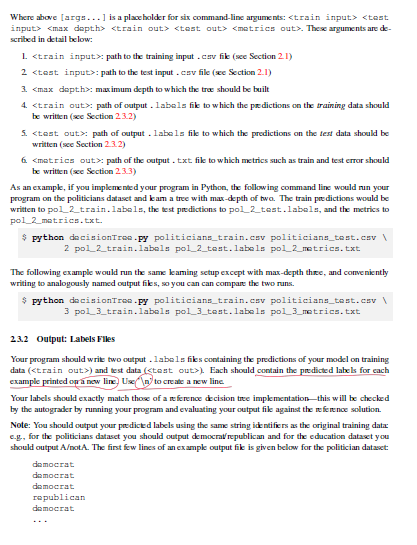 Where above [args...] is a placeholder for six command-line arguments: <train input> <test
input> <max depth> <train out> <test out> <metrics out>. These arguments are de-
scribed in detail below:
1. <train input>: path to the training input .csv file (see Section 2.1)
2. <test input>: path to the test input .csv file (see Section 2.1)
3. <max depth>: maximum depth to which the tree should be built
4. <train out>: path of output .labels file to which the predictions on the training data should
be written (see Section 2.3.2)
5. <test out>: path of output .labels file to which the predictions on the test data should be
written (see Section 2.3.2)
6. <metrics out>: path of the output .txt file to which metrics such as train and test error should
be written (see Section 2.3.3)
As an example, if you implemented your program in Python, the following command line would run your
program on the politicians dataset and learn a tree with max-depth of two. The train predictions would be
written to pol_2_train.labels, the test predictions to pol_2_test.labels, and the metrics to
pol_2_metrics.txt.
$ python decisionTree.py politicians_train.csv politicians_test.csv \
2 pol_2_train.labels pol_2_test.labels pol_2_metrics.txt
The following example would run the same learning setup except with max-depth three, and conveniently
writing to analogously named output files, so you can can compare the two runs.
$ python decisionTree.py politicians_train.csv politicians_test.csv \
3 pol_3_train.labels pol_3_test.labels pol_3_metrics.txt
2.3.2 Output: Labels Files
Your program should write two output .labels files containing the predictions of your model on training
data (<train out>) and test data (<test out>). Each should contain the predicted labels for each
example printed on a new line. Use '\n' to create a new line.
Your labels should exactly match those of a reference decision tree implementation—this will be checked
by the autograder by running your program and evaluating your output file against the reference solution.
Note: You should output your predicted labels using the same string identifiers as the original training data:
e.g., for the politicians dataset you should output democrat/republican and for the education dataset you
should output A/notA. The first few lines of an example output file is given below for the politician dataset:
democrat
democrat
democrat
republican
democrat
...